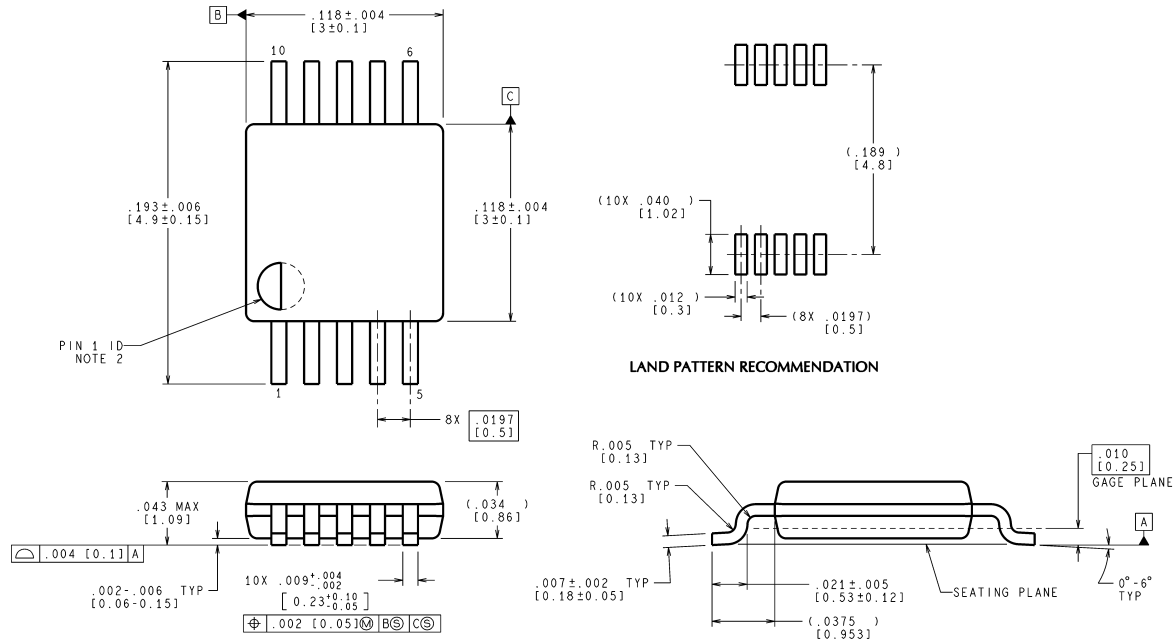 B
.118±.004
[3±0.1]
10
6
C
.193±.006
[4.9±0.15]
.118±.004
[3±0.1]
PIN 1 ID
NOTE 2
1
5
8X .0197
[0.5]
(.189 )
[4.8]
(10X .040 )
[1.02]
(10X .012 )
[0.3]
(8X .0197)
[0.5]
LAND PATTERN RECOMMENDATION
.043 MAX
[1.09]
(.034 )
[0.86]
⌓ .004 [0.1] A
.002-.006 TYP
[0.06-0.15]
10X .009+.004
-.002
[ 0.23+0.10
-0.05 ]
⌖ .002 [0.05]Ⓜ BⓈ CⓈ
R.005 TYP
[0.13]
R.005 TYP
[0.13]
.010
[0.25]
GAGE PLANE
A
.007±.002 TYP
[0.18±0.05]
.021±.005
[0.53±0.12]
(.0375 )
[0.953]
SEATING PLANE
0°-6°
TYP